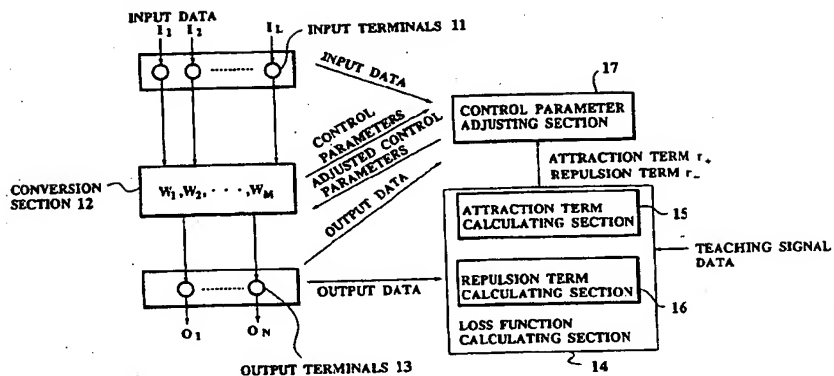 INPUT DATA
I1 I2 IL
INPUT TERMINALS 11
INPUT DATA
17
CONTROL PARAMETER
ADJUSTING SECTION
CONTROL
PARAMETERS
ADJUSTED CONTROL
PARAMETERS
OUTPUT DATA
ATTRACTION TERM r+
REPULSION TERM r-
CONVERSION
SECTION 12
W1,W2, · · · ,WM
ATTRACTION TERM
CALCULATING SECTION
15
TEACHING SIGNAL
DATA
REPULSION TERM
CALCULATING SECTION
16
OUTPUT DATA
LOSS FUNCTION
CALCULATING SECTION
O1 ON
OUTPUT TERMINALS 13
14